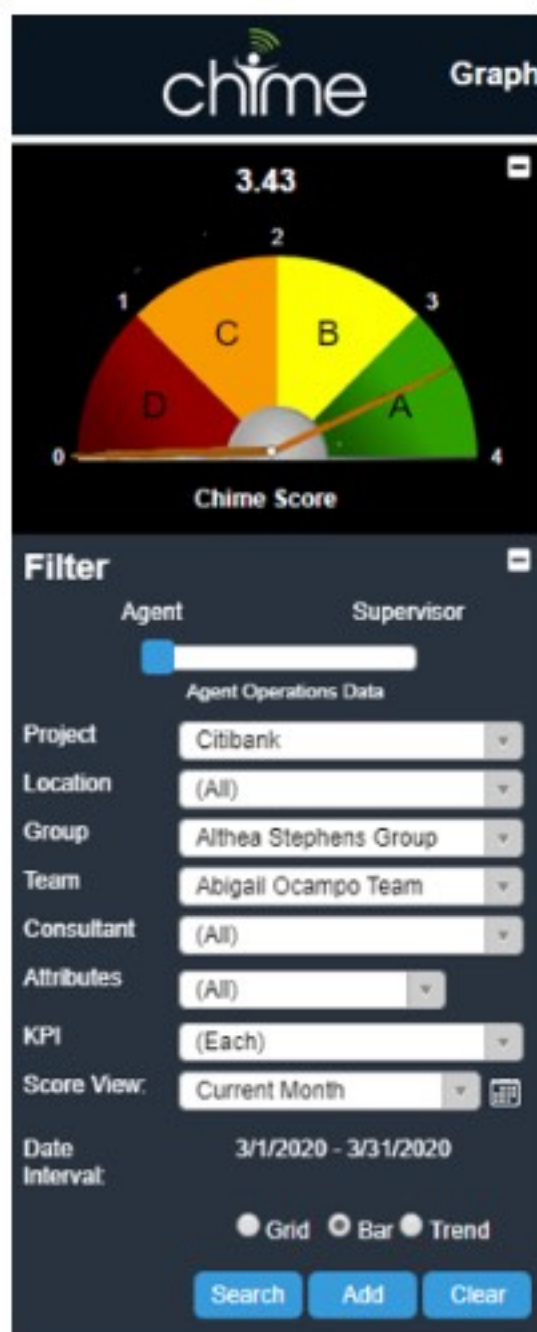 chime
Graph
3.43
2
1
3
C
B
D
A
0
4
Chime Score
Filter
Agent Supervisor
Agent Operations Data
Project Citibank
Location (All)
Group Althea Stephens Group
Team Abigail Ocampo Team
Consultant (All)
Attributes (All)
KPI (Each)
Score View: Current Month
Date 3/1/2020 - 3/31/2020
Interval:
Grid Bar Trend
Search Add Clear